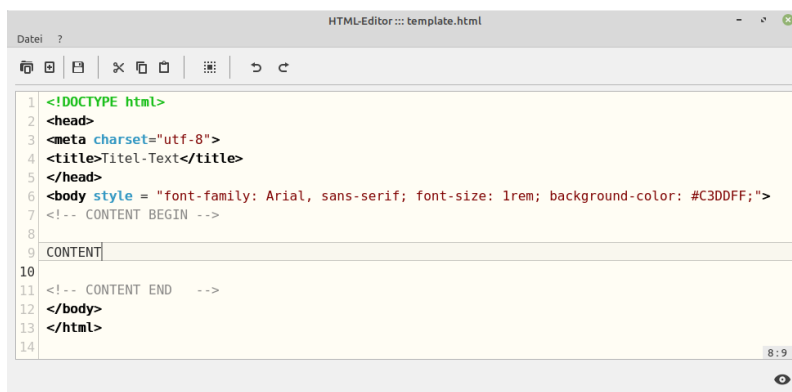 HTML-Editor ::: template.html
Datei ?
1 <!DOCTYPE html>
2 <head>
3 <meta charset="utf-8">
4 <title>Titel-Text</title>
5 </head>
6 <body style = "font-family: Arial, sans-serif; font-size: 1rem; background-color: #C3DDFF;">
7 <!-- CONTENT BEGIN -->
8
9 CONTENT
10
11 <!-- CONTENT END   -->
12 </body>
13 </html>
14
8:9